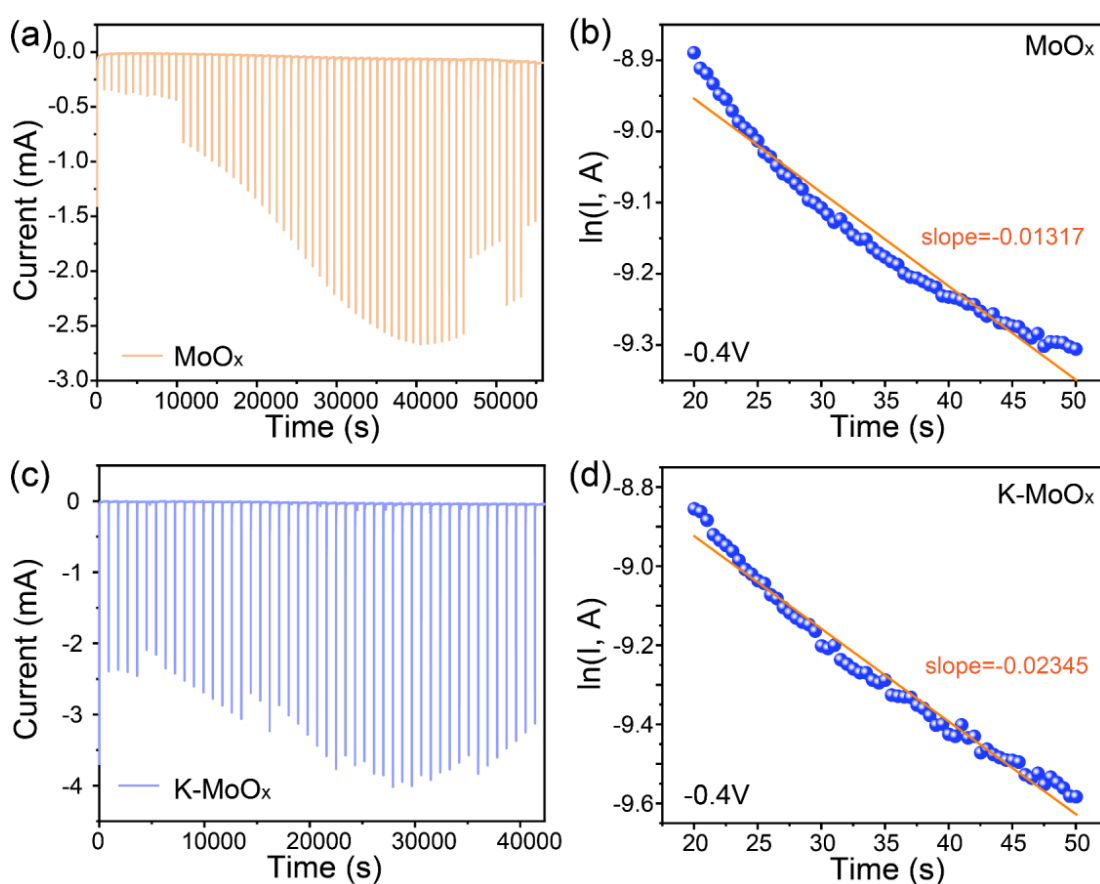 (a)
Current (mA)
0.0
-0.5
-1.0
-1.5
-2.0
-2.5
-3.0
MoOₓ
0 10000 20000 30000 40000 50000
Time (s)
(b)
MoOₓ
ln(I, A)
-8.9
-9.0
-9.1
-9.2
-9.3
slope=-0.01317
-0.4V
20 25 30 35 40 45 50
Time (s)
(c)
Current (mA)
0
-1
-2
-3
-4
K-MoOₓ
0 10000 20000 30000 40000
Time (s)
(d)
K-MoOₓ
ln(I, A)
-8.8
-9.0
-9.2
-9.4
-9.6
slope=-0.02345
-0.4V
20 25 30 35 40 45 50
Time (s)